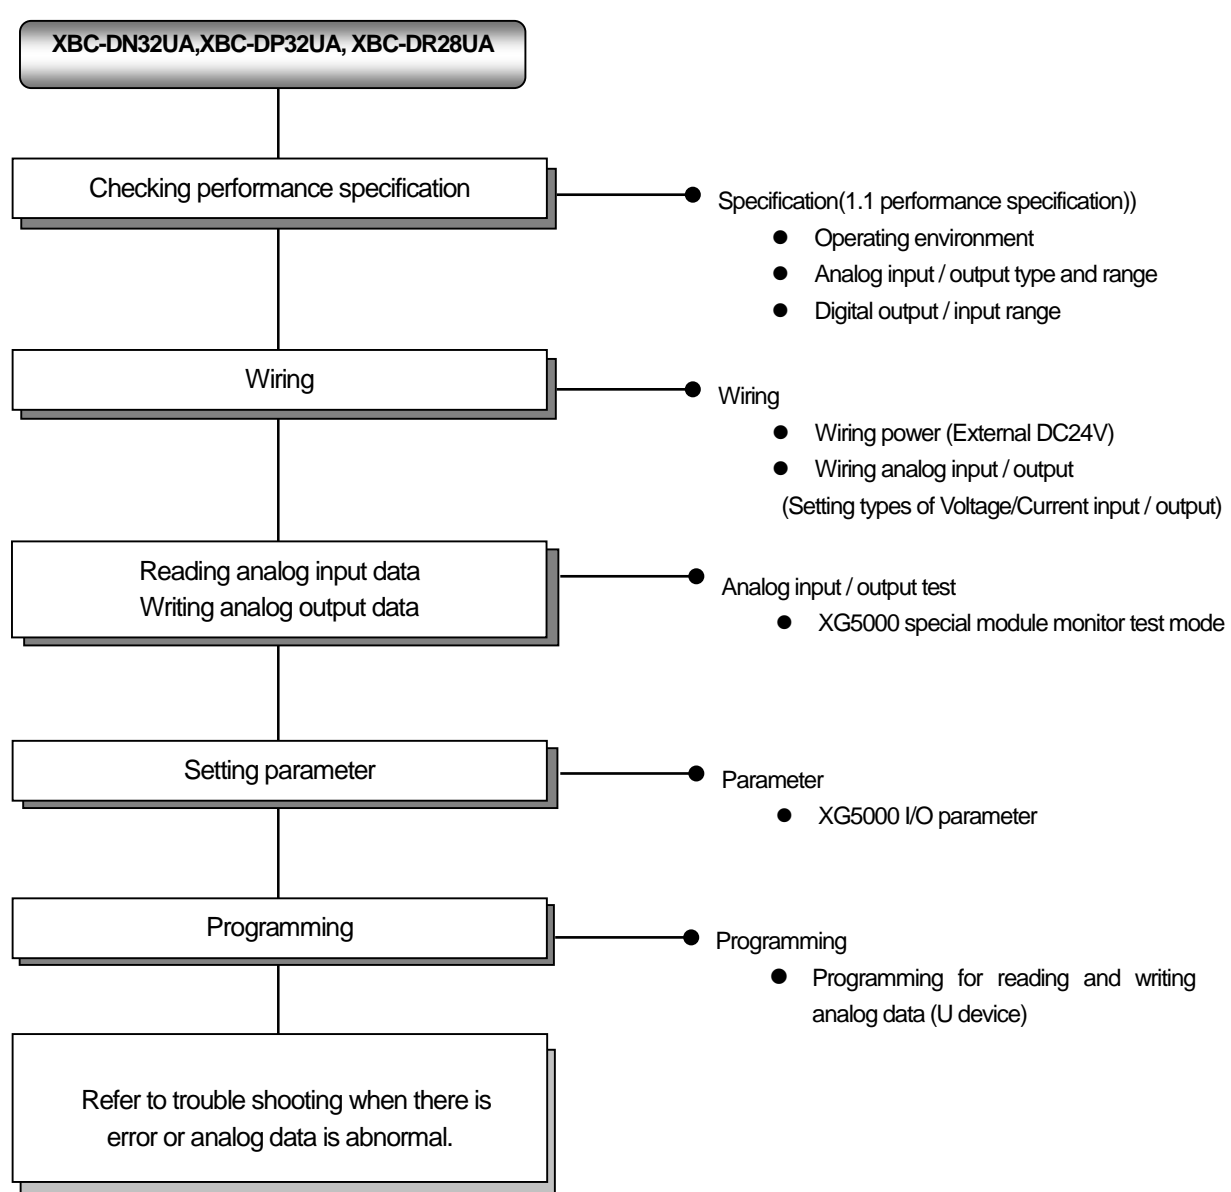 XBC-DN32UA,XBC-DP32UA, XBC-DR28UA
Checking performance specification
Specification(1.1 performance specification))
● Operating environment
● Analog input / output type and range
● Digital output / input range
Wiring
Wiring
● Wiring power (External DC24V)
● Wiring analog input / output
(Setting types of Voltage/Current input / output)
Reading analog input data
Writing analog output data
Analog input / output test
● XG5000 special module monitor test mode
Setting parameter
Parameter
● XG5000 I/O parameter
Programming
Programming
● Programming for reading and writing
analog data (U device)
Refer to trouble shooting when there is
error or analog data is abnormal.